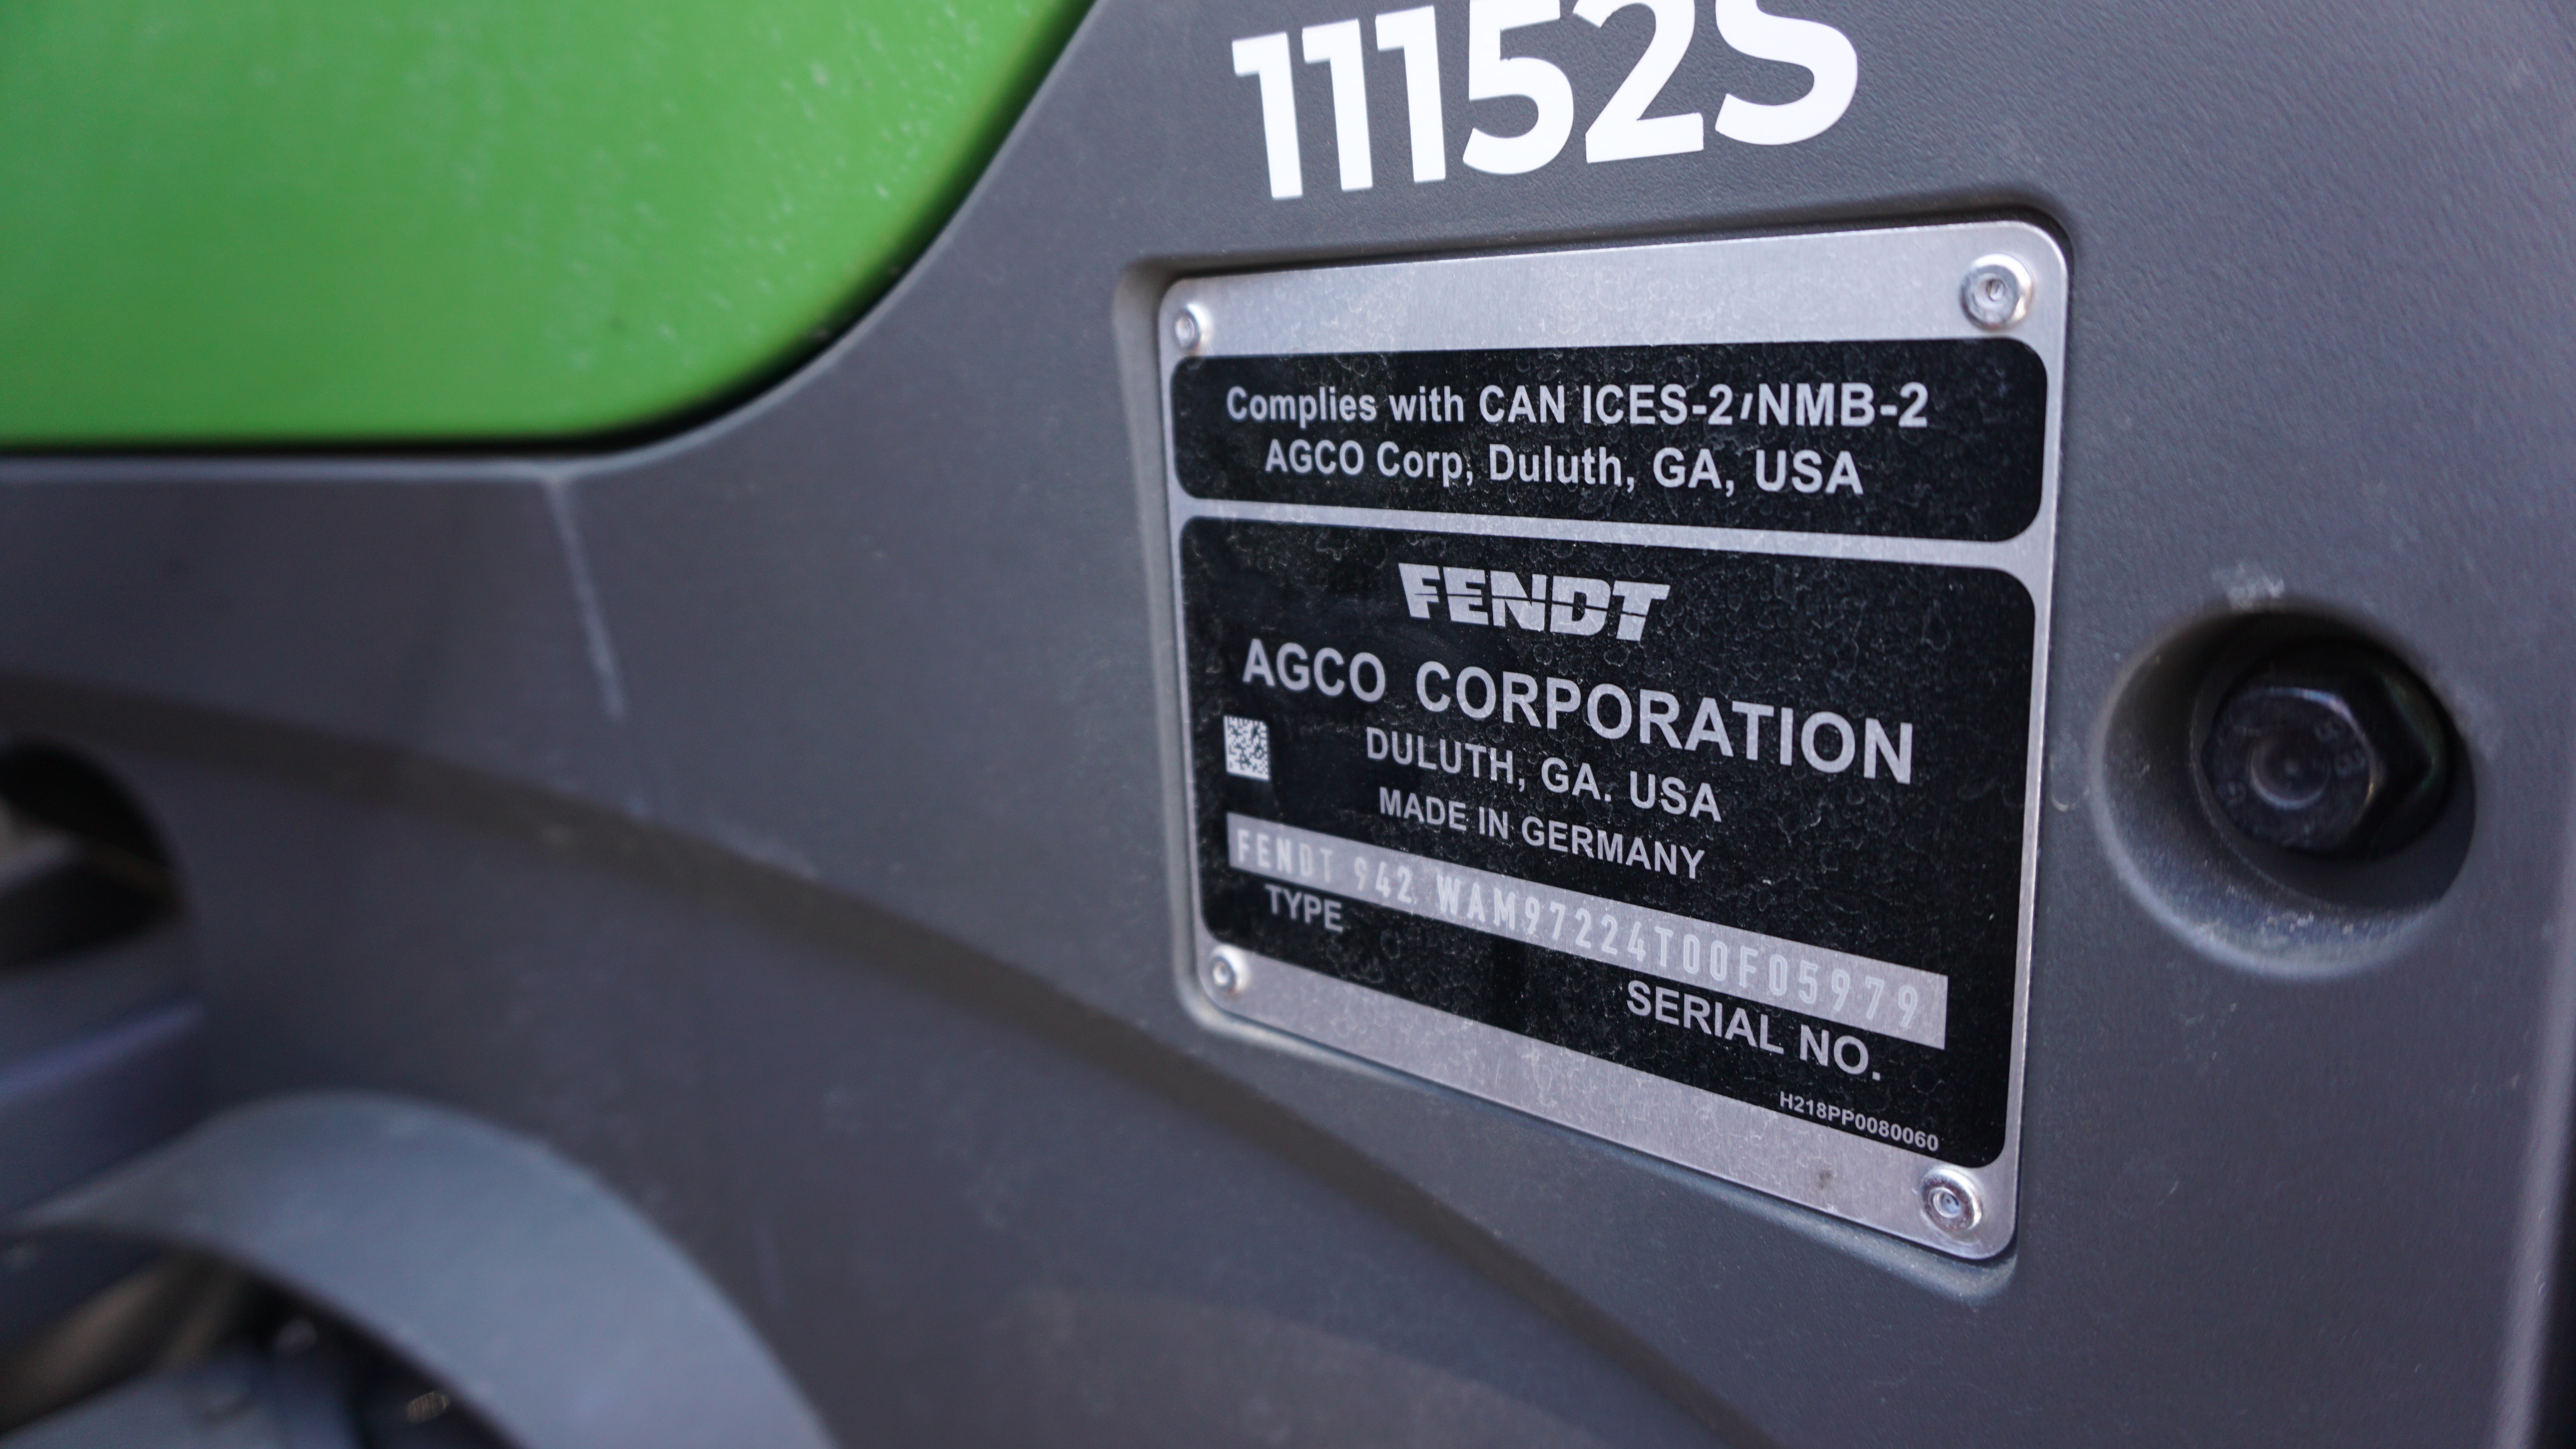 11152S
Complies with CAN ICES-2/NMB-2
AGCO Corp, Duluth, GA, USA
FENDT
AGCO CORPORATION
DULUTH, GA. USA
MADE IN GERMANY
FENDT 942 WAM97224T00F05979
TYPE
SERIAL NO.
H218PP0080060